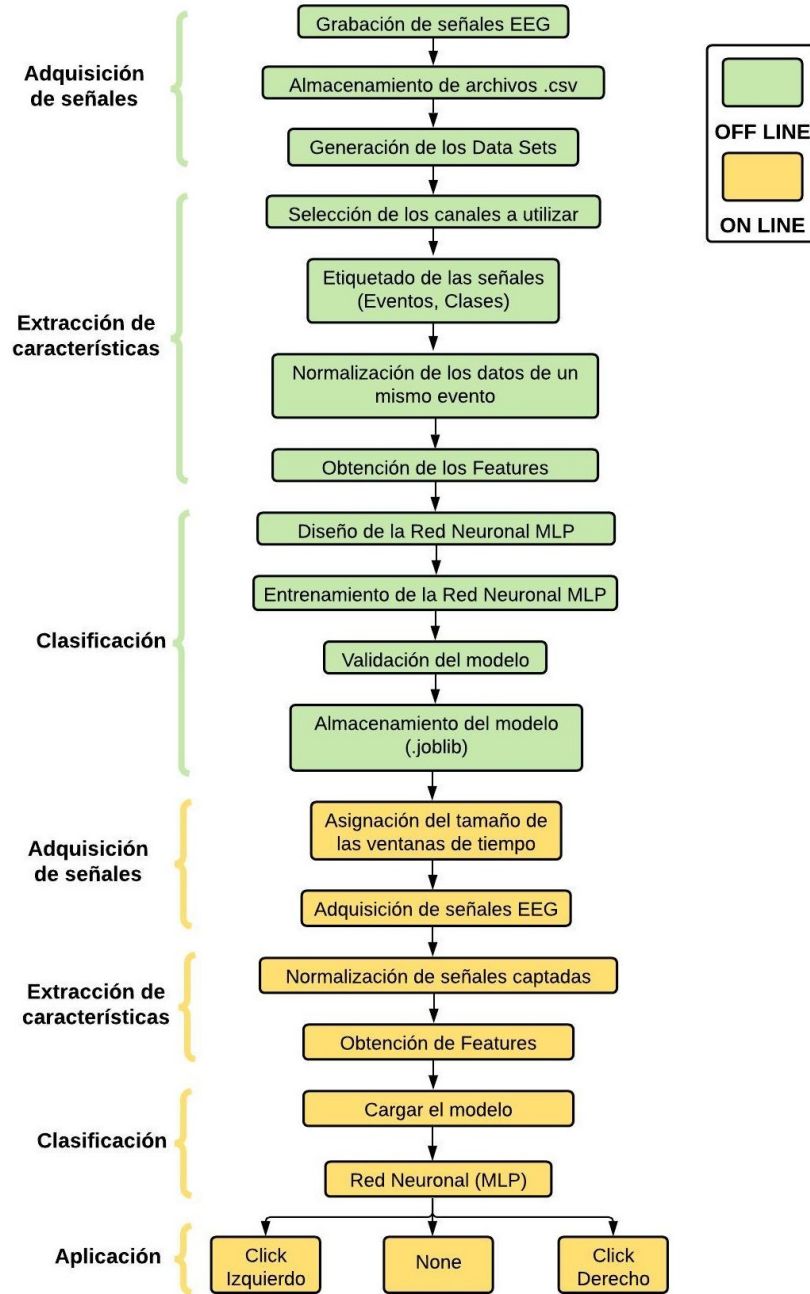 Grabación de señales EEG
Adquisición
de señales
Almacenamiento de archivos .csv
Generación de los Data Sets
OFF LINE
ON LINE
Selección de los canales a utilizar
Etiquetado de las señales
(Eventos, Clases)
Extracción de
característícas
Normalización de los datos de un
mismo evento
Obtención de los Features
Diseño de la Red Neuronal MLP
Entrenamiento de la Red Neuronal MLP
Clasificación
Validación del modelo
Almacenamiento del modelo
(.joblib)
Asignación del tamaño de
las ventanas de tiempo
Adquisición
de señales
Adquisición de señales EEG
Normalización de señales captadas
Extracción de
característícas
Obtención de Features
Cargar el modelo
Clasificación
Red Neuronal (MLP)
Aplicación
Click
Izquierdo
None
Click
Derecho